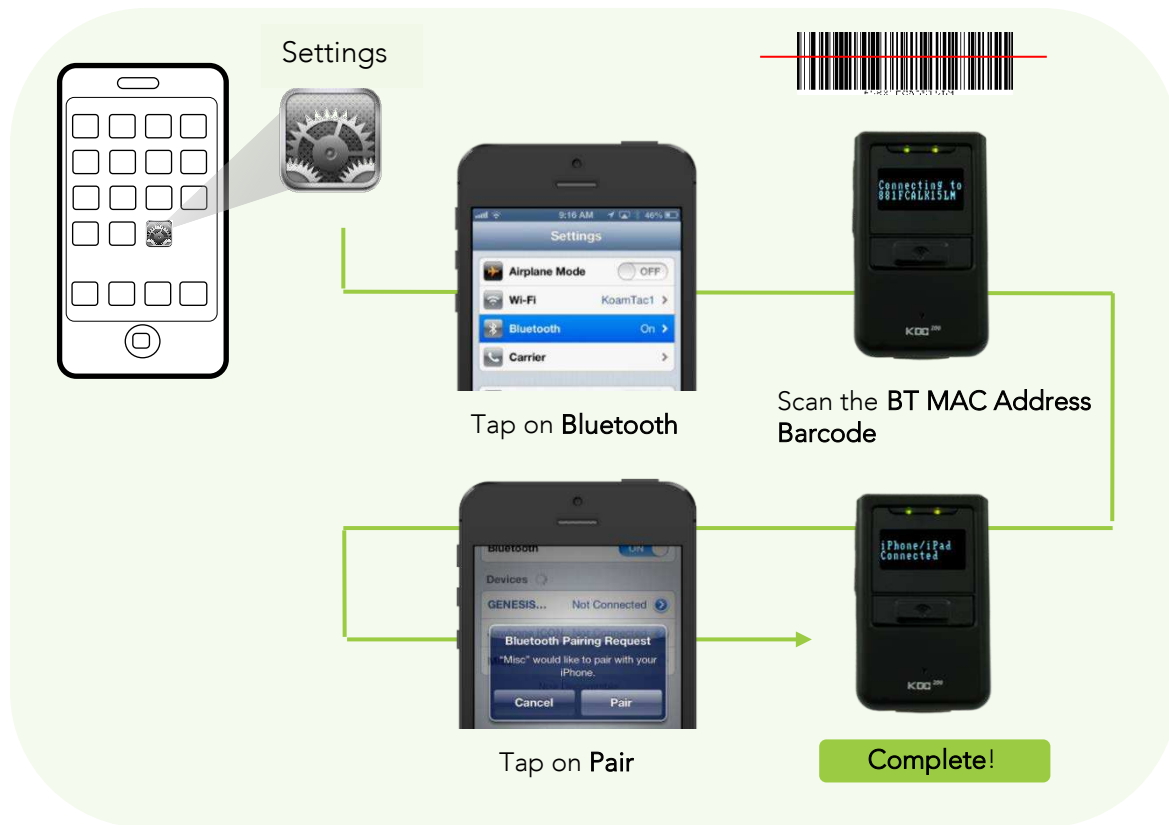 Settings
9:16 AM 46%
Settings
Airplane Mode OFF
Wi-Fi KoamTac1
Bluetooth On
Carrier
Tap on Bluetooth
Connecting to
881FCALK15LM
KDC
Scan the BT MAC Address
Barcode
Bluetooth ON
Devices
GENESIS... Not Connected
Bluetooth Pairing Request
"Misc" would like to pair with your
iPhone.
Cancel Pair
Tap on Pair
iPhone/iPad
Connected
KDC
Complete!